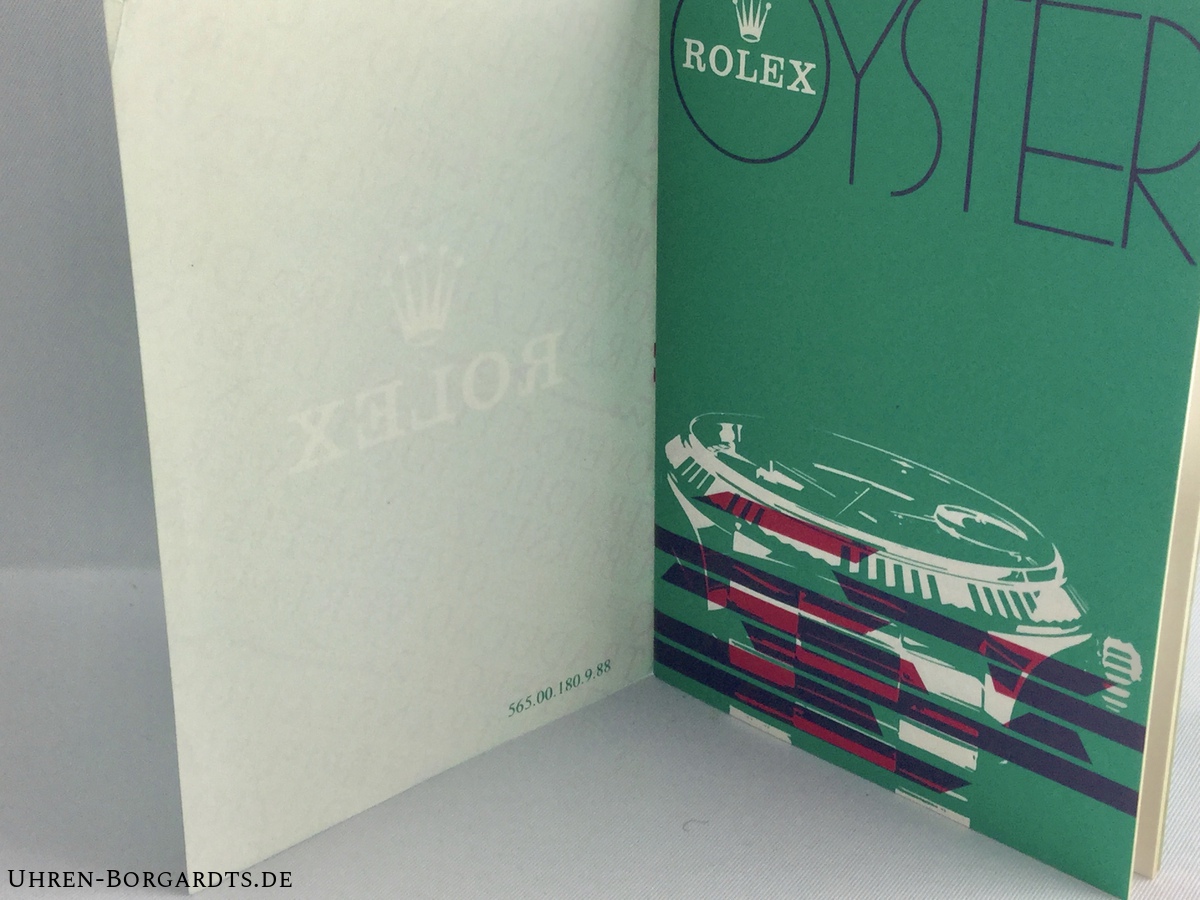 OYSTER
ROLEX
ROLEX
565.00.180.9.88
UHREN-BORGARDTS.DE